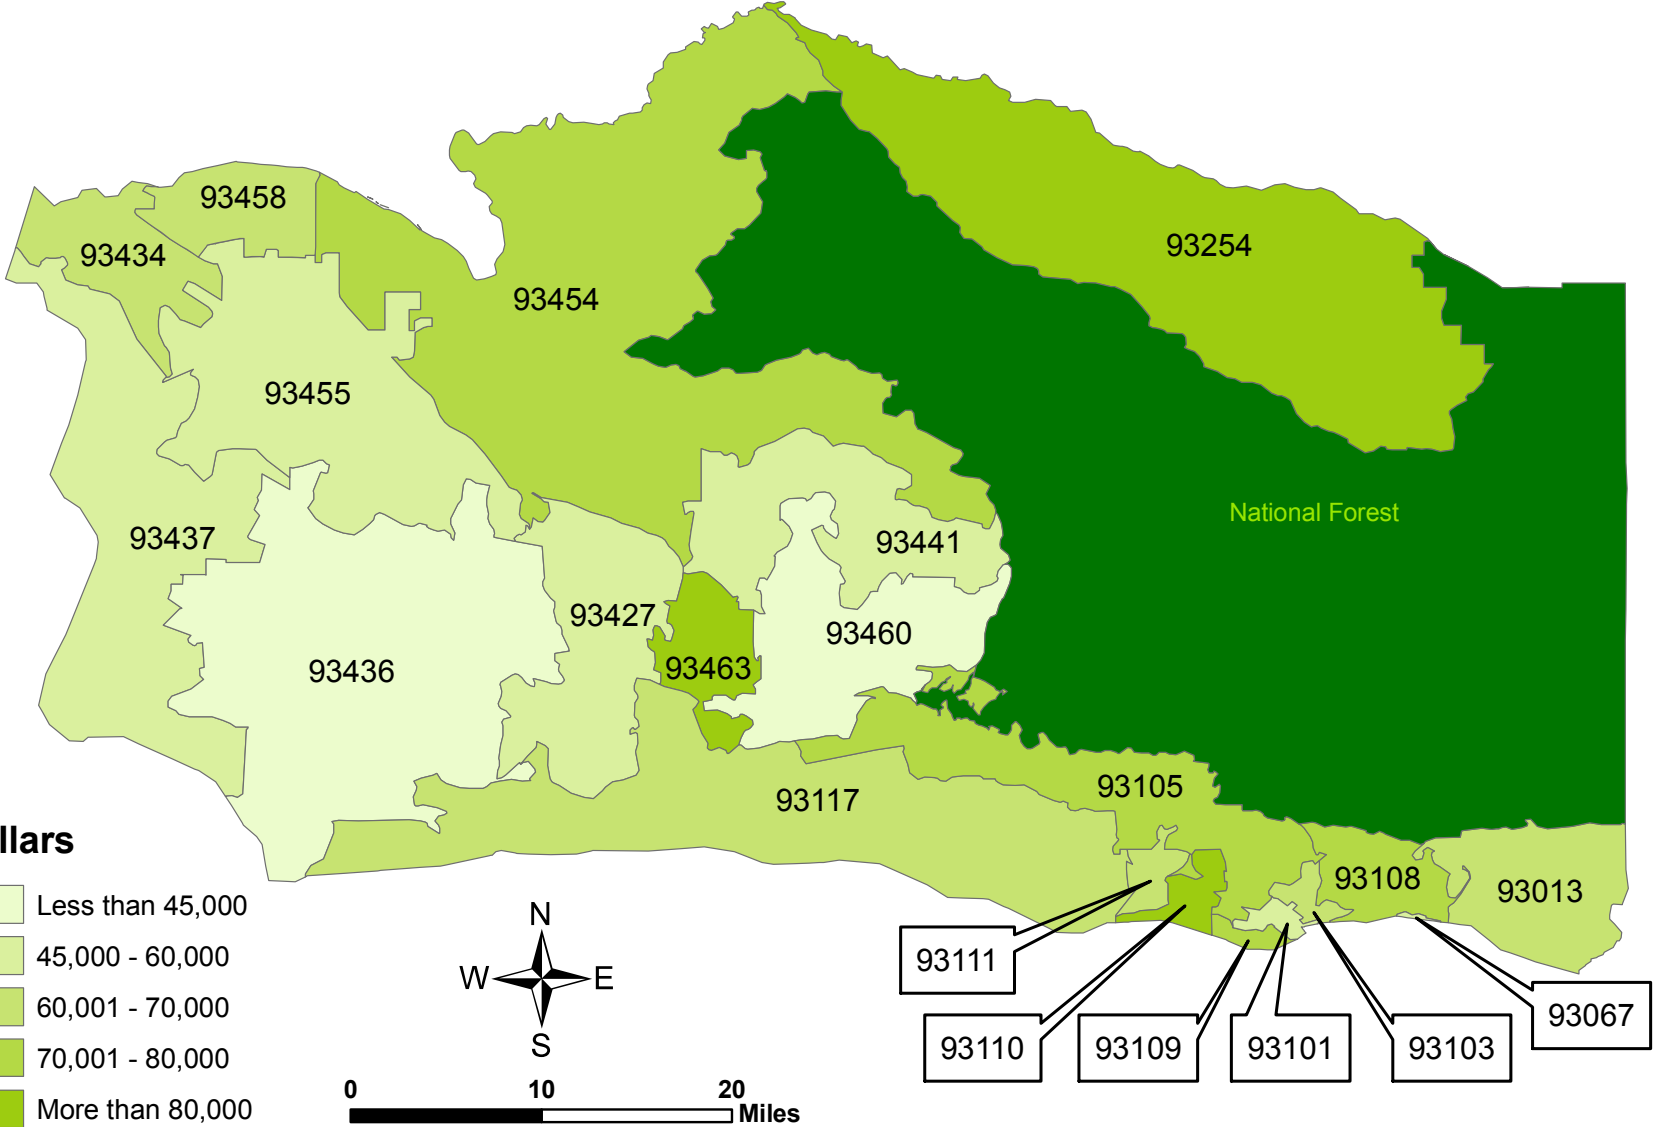 93458
93434
93254
93454
93455
National Forest
93437
93441
93427
93460
93463
93436
93105
93117
93108
93013
93111
93067
93110
93109
93101
93103
llars
Less than 45,000
45,000 - 60,000
60,001 - 70,000
70,001 - 80,000
More than 80,000
N
W E
S
0 10 20
Miles